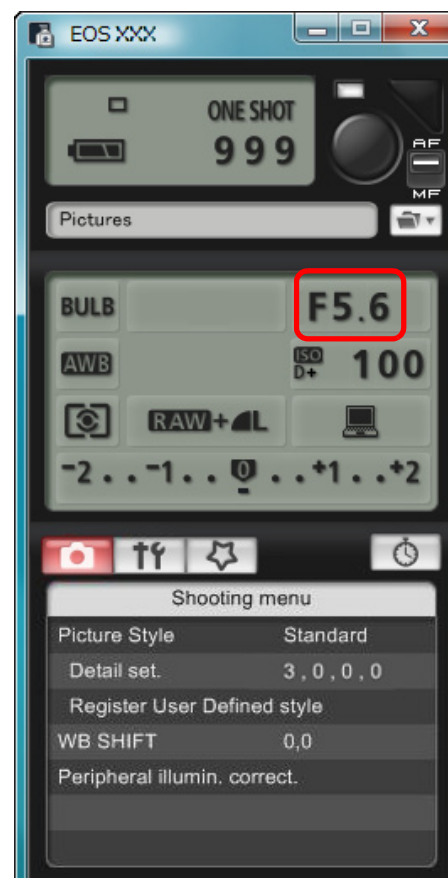 EOS XXX
ONE SHOT
999
AF
MF
Pictures
BULB F5.6
AWB ISO D+ 100
RAW+L
-2..-1..0..+1..+2
Shooting menu
Picture Style Standard
Detail set. 3,0,0,0
Register User Defined style
WB SHIFT 0,0
Peripheral illumin. correct.